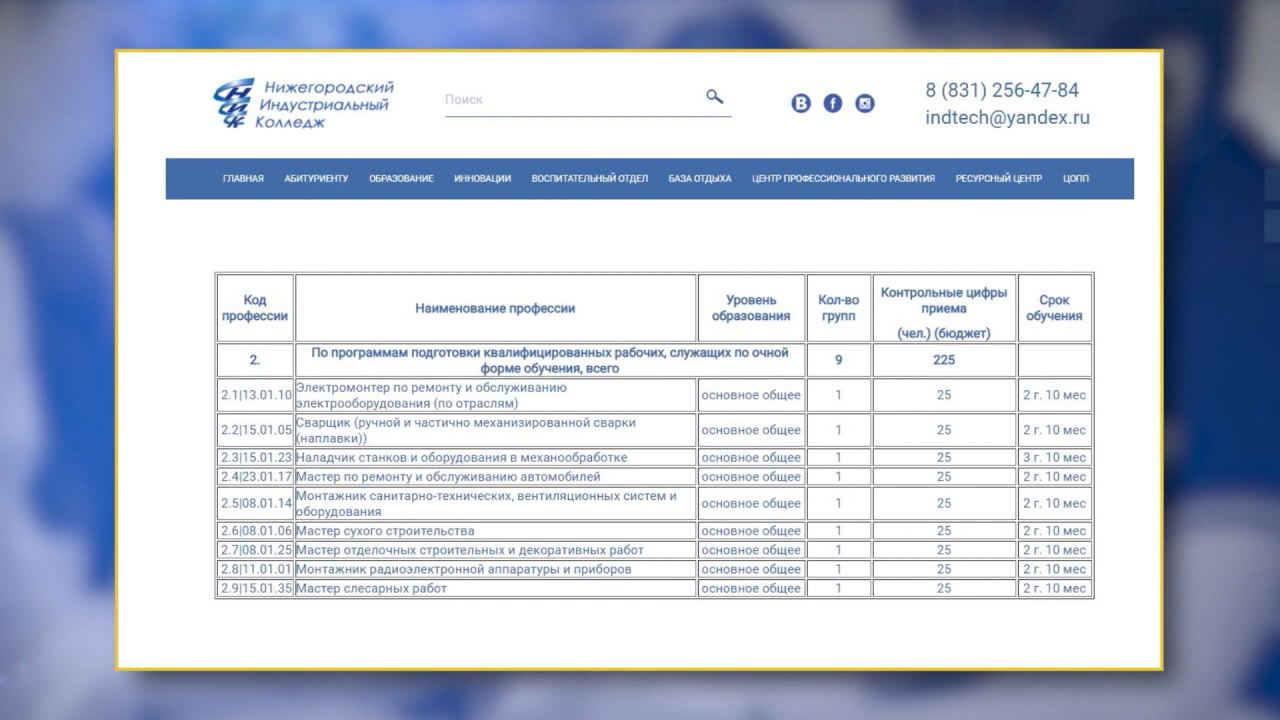 Нижегородский
Индустриальный
Колледж
Поиск
8 (831) 256-47-84
indtech@yandex.ru
ГЛАВНАЯ АБИТУРИЕНТУ ОБРАЗОВАНИЕ ИННОВАЦИИ ВОСПИТАТЕЛЬНЫЙ ОТДЕЛ БАЗА ОТДЫХА ЦЕНТР ПРОФЕССИОНАЛЬНОГО РАЗВИТИЯ РЕСУРСНЫЙ ЦЕНТР ЦОПП
Код
профессии
Наименование профессии
Уровень
образования
Кол-во
групп
Контрольные цифры
приема
(чел.) (бюджет)
Срок
обучения
2.
По программам подготовки квалифицированных рабочих, служащих по очной
форме обучения, всего
9
225
2.1|13.01.10
Электромонтер по ремонту и обслуживанию
электрооборудования (по отраслям)
основное общее 1 25 2 г. 10 мес
2.2|15.01.05
Сварщик (ручной и частично механизированной сварки
(наплавки))
основное общее 1 25 2 г. 10 мес
2.3|15.01.23 Наладчик станков и оборудования в механообработке основное общее 1 25 3 г. 10 мес
2.4|23.01.17 Мастер по ремонту и обслуживанию автомобилей основное общее 1 25 2 г. 10 мес
2.5|08.01.14
Монтажник санитарно-технических, вентиляционных систем и
оборудования
основное общее 1 25 2 г. 10 мес
2.6|08.01.06 Мастер сухого строительства основное общее 1 25 2 г. 10 мес
2.7|08.01.25 Мастер отделочных строительных и декоративных работ основное общее 1 25 2 г. 10 мес
2.8|11.01.01 Монтажник радиоэлектронной аппаратуры и приборов основное общее 1 25 2 г. 10 мес
2.9|15.01.35 Мастер слесарных работ основное общее 1 25 2 г. 10 мес